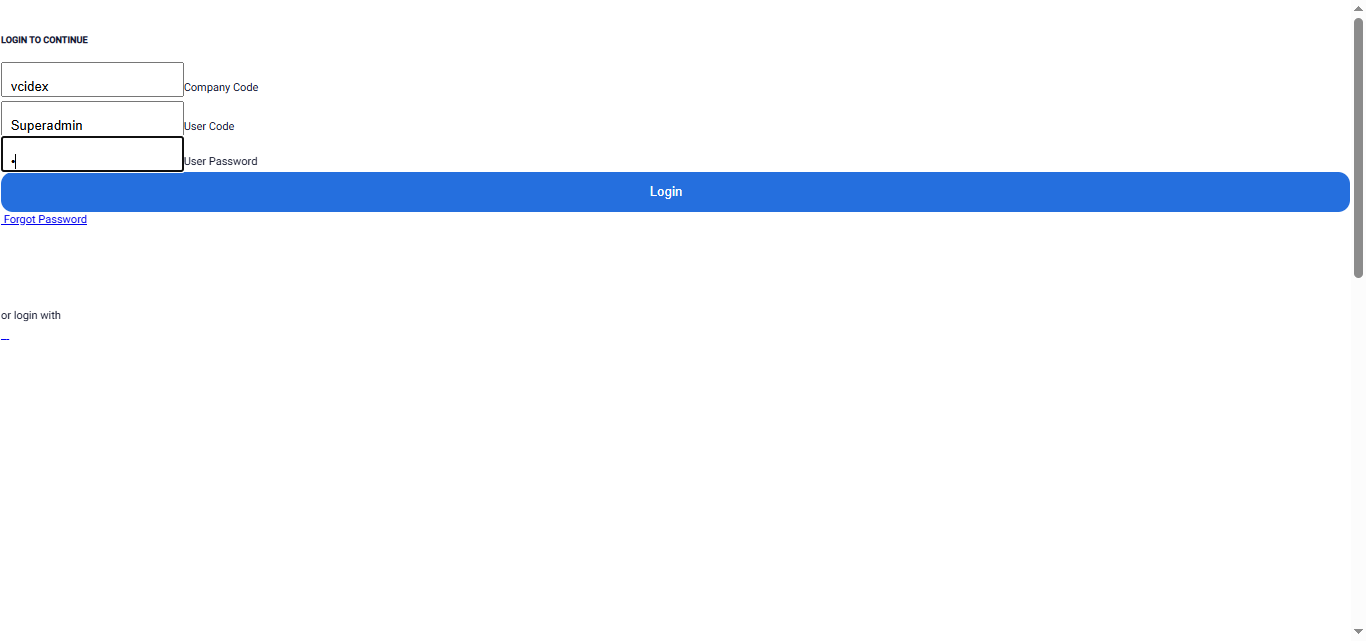 LOGIN TO CONTINUE
vcidex Company Code
Superadmin User Code
• User Password
Login
Forgot Password
or login with